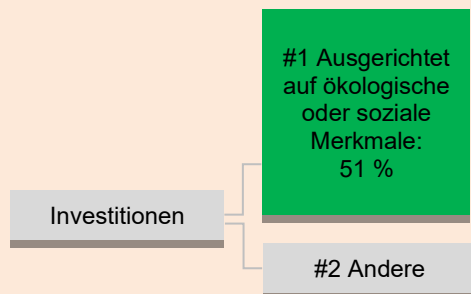 #1 Ausgerichtet
auf ökologische
oder soziale
Merkmale:
51 %
Investitionen
#2 Andere